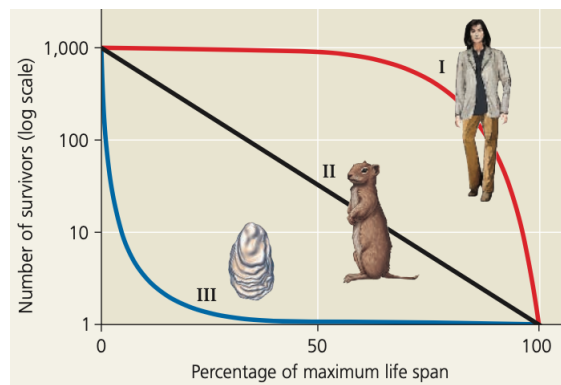 1,000
100
10
1
Number of survivors (log scale)
I
II
III
0
50
100
Percentage of maximum life span